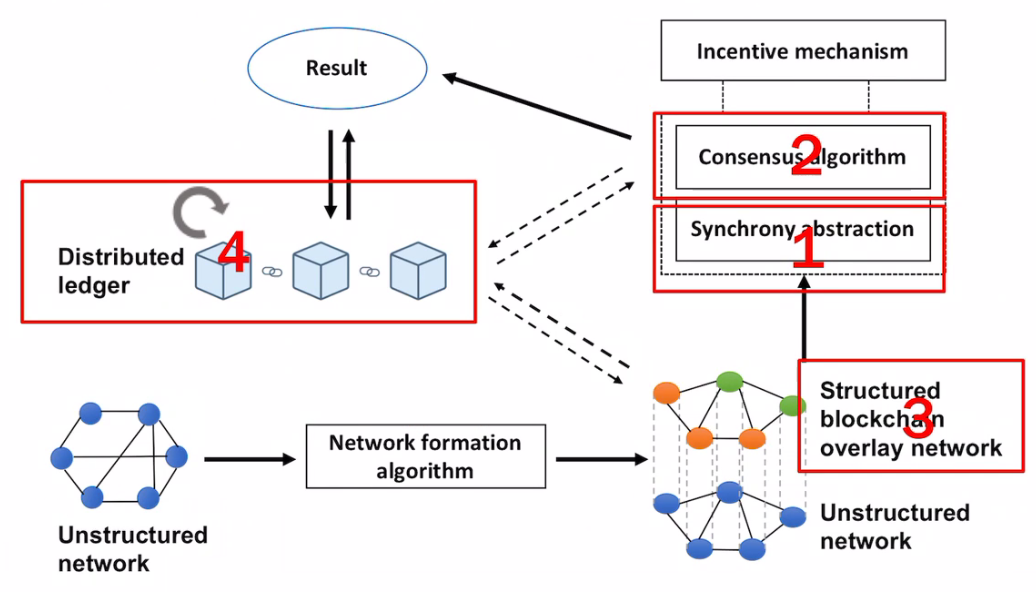 Incentive mechanism
Result
Consensus algorithm
2
Synchrony abstraction
1
Distributed
ledger
4
Structured
blockchain
overlay network
3
Network formation
algorithm
Unstructured
network
Unstructured
network